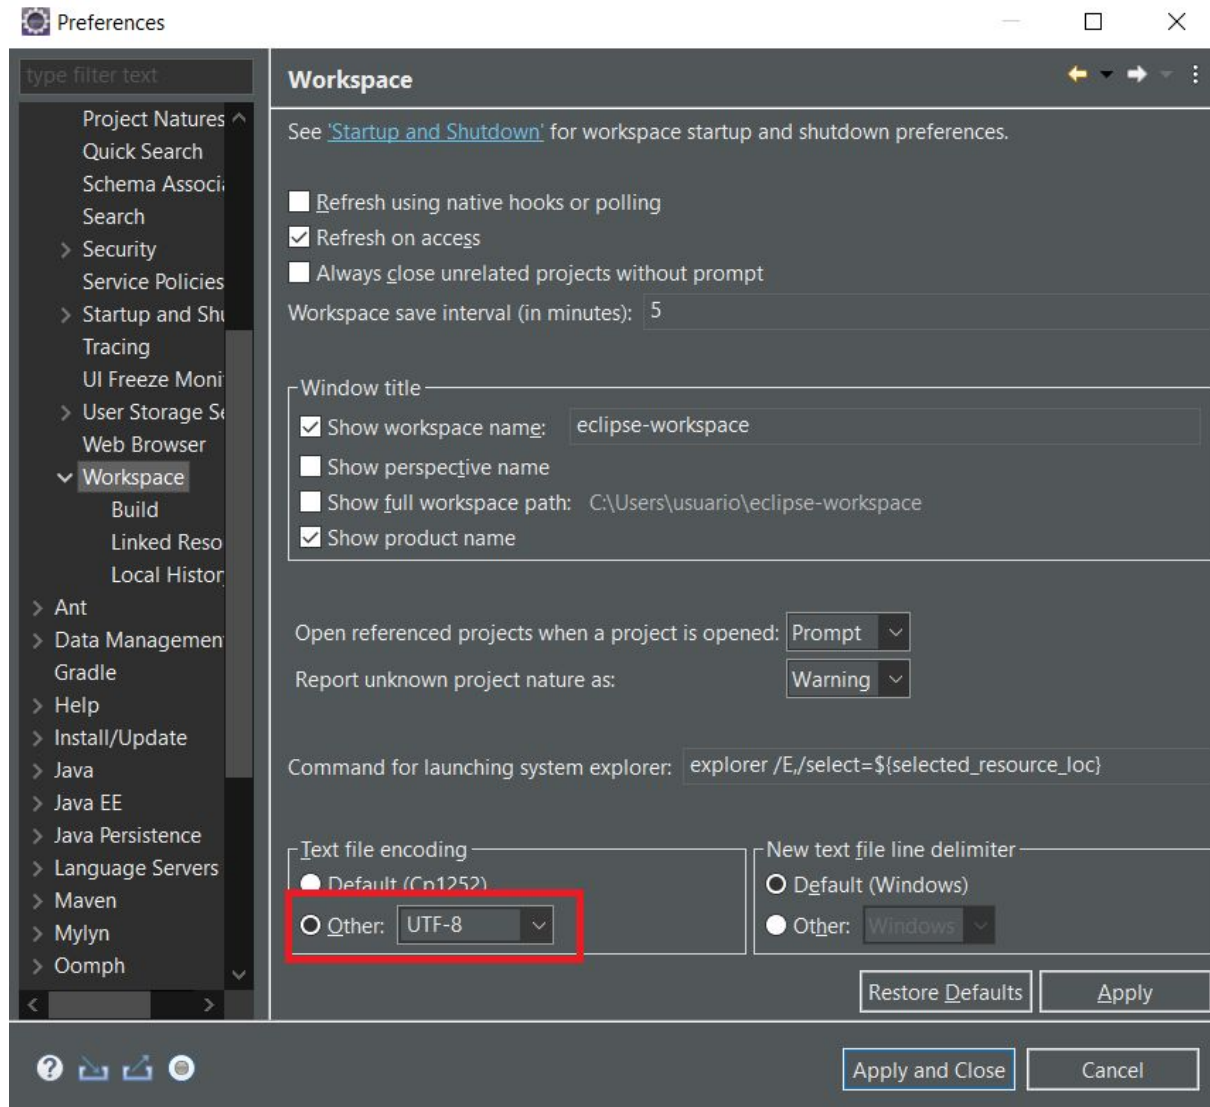 Preferences
type filter text
Project Natures
Quick Search
Schema Associa
Search
Security
Service Policies
Startup and Shu
Tracing
UI Freeze Moni
User Storage Se
Web Browser
Workspace
Build
Linked Reso
Local Histor
Ant
Data Managemen
Gradle
Help
Install/Update
Java
Java EE
Java Persistence
Language Servers
Maven
Mylyn
Oomph
Workspace
See 'Startup and Shutdown' for workspace startup and shutdown preferences.
Refresh using native hooks or polling
Refresh on access
Always close unrelated projects without prompt
Workspace save interval (in minutes): 5
Window title
Show workspace name: eclipse-workspace
Show perspective name
Show full workspace path: C:\Users\usuario\eclipse-workspace
Show product name
Open referenced projects when a project is opened: Prompt
Report unknown project nature as: Warning
Command for launching system explorer: explorer /E,/select=${selected_resource_loc}
Text file encoding
Default (Cp1252)
Other: UTF-8
New text file line delimiter
Default (Windows)
Other: Windows
Restore Defaults
Apply
Apply and Close
Cancel